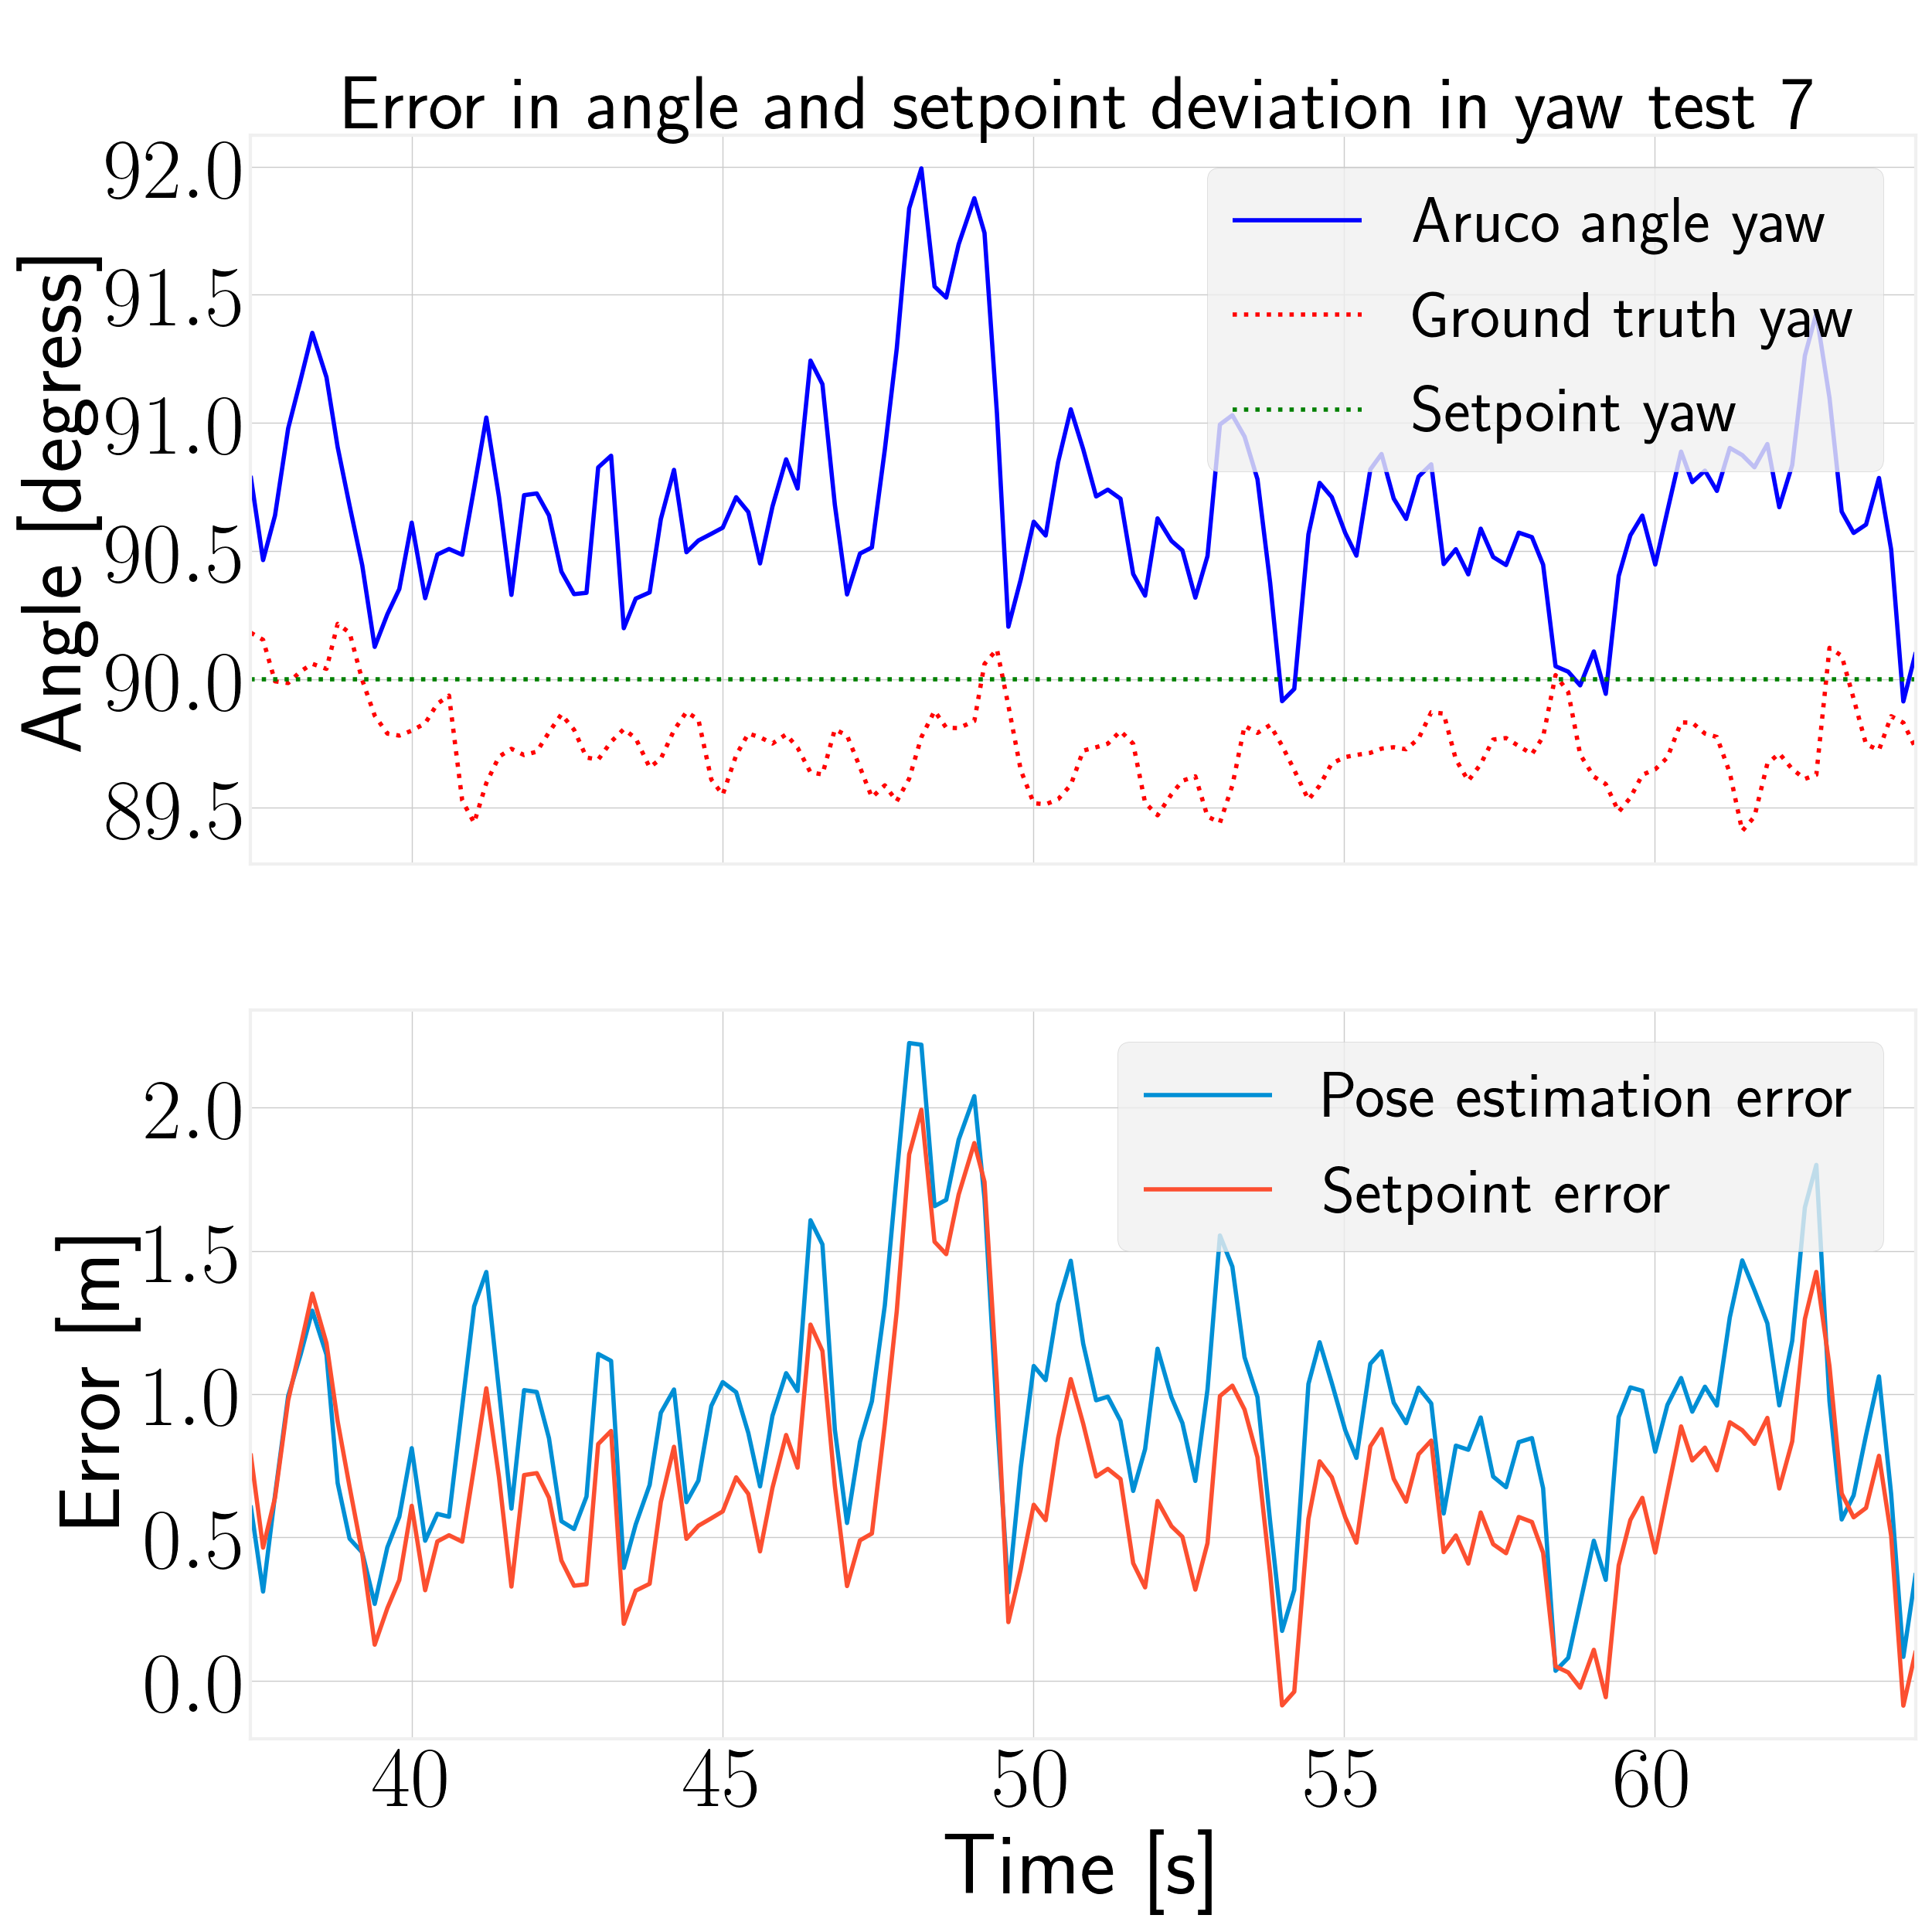 Error in angle and setpoint deviation in yaw test 7
Angle [degress]
92.0
91.5
91.0
90.5
90.0
89.5
Aruco angle yaw
Ground truth yaw
Setpoint yaw
Error [m]
2.0
1.5
1.0
0.5
0.0
Pose estimation error
Setpoint error
40 45 50 55 60
Time [s]